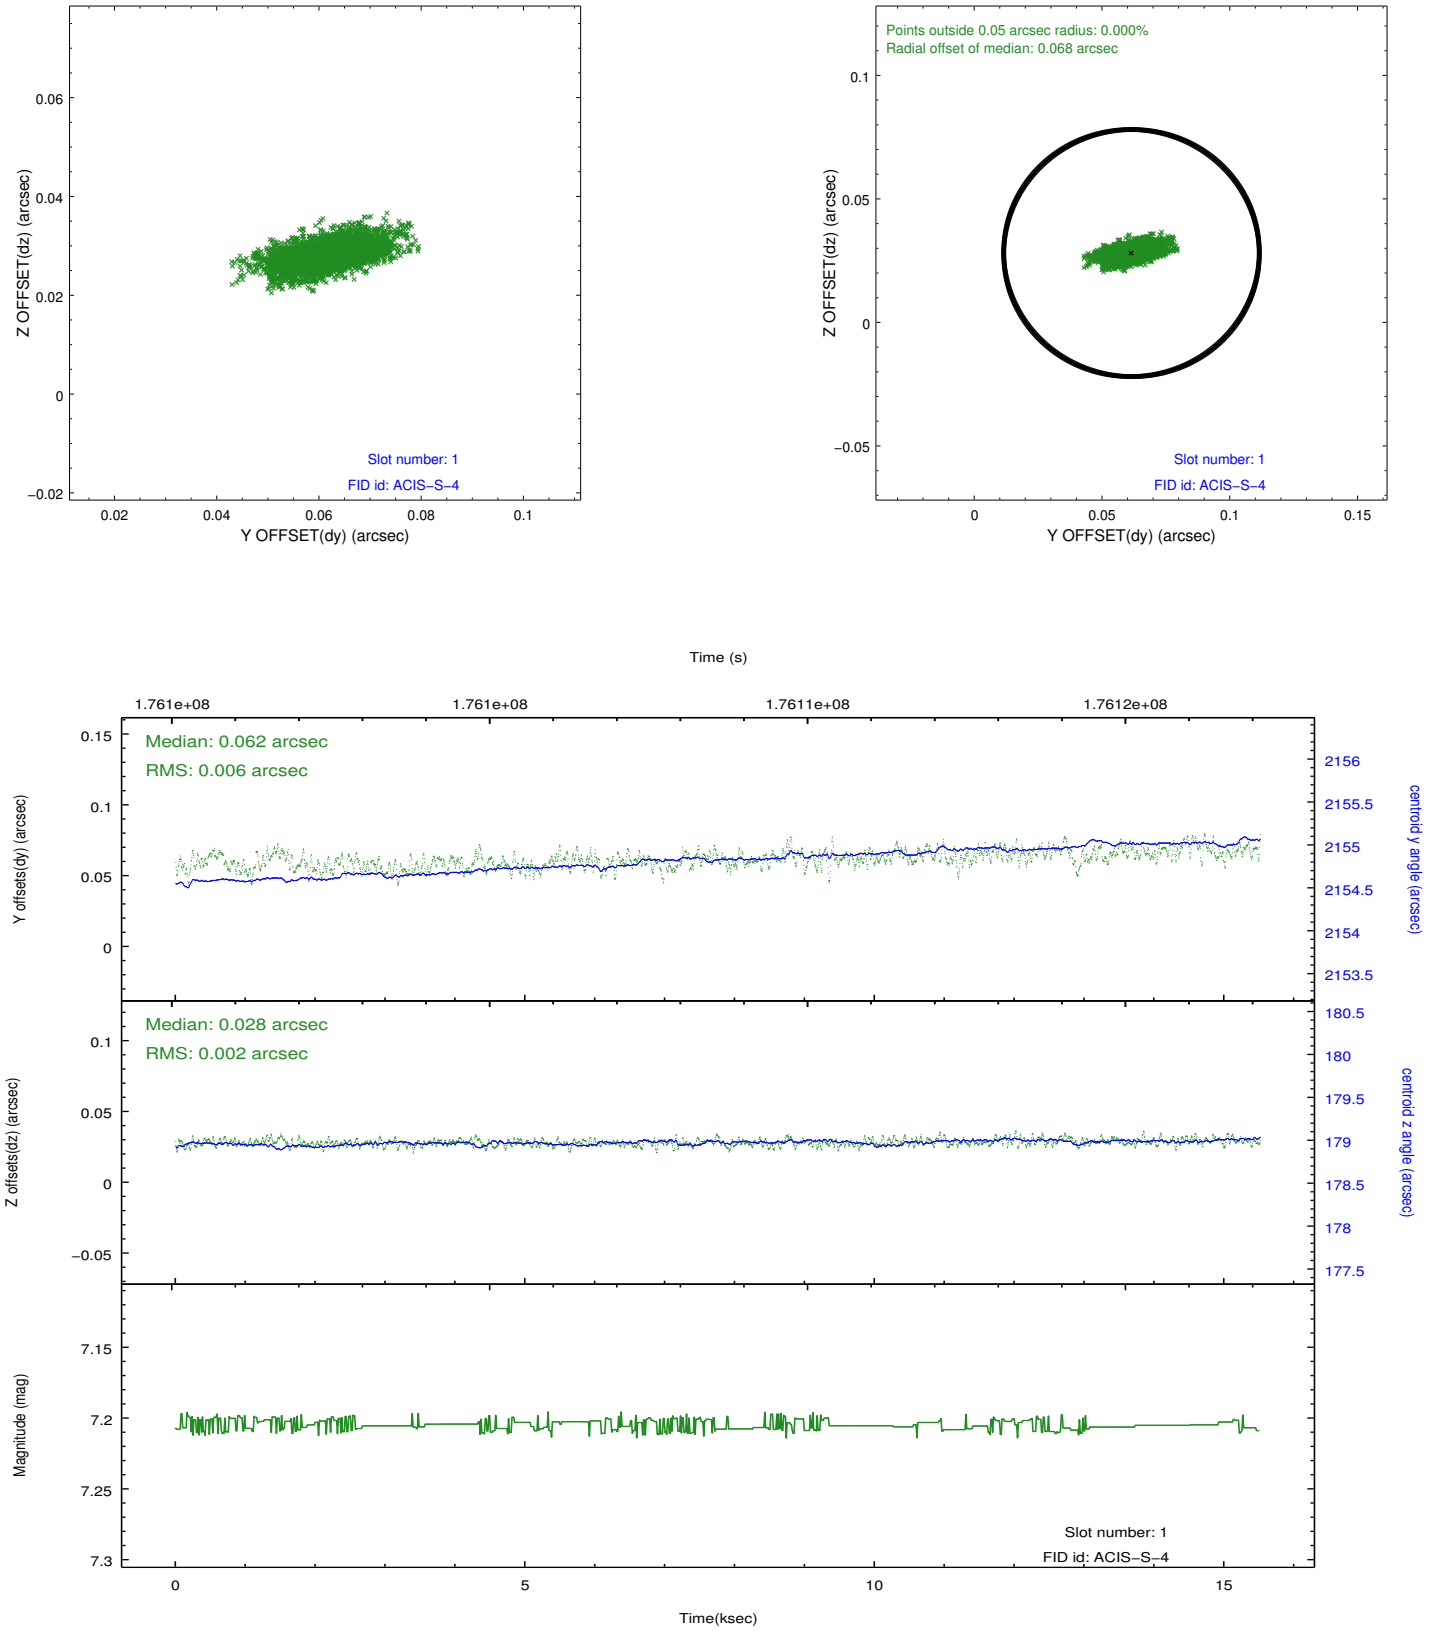 0.06
0.04
0.02
0
−0.02
0.02
0.04
0.06
0.08
0.1
Z OFFSET(dz) (arcsec)
Y OFFSET(dy) (arcsec)
Slot number: 1
FID id: ACIS−S−4
Points outside 0.05 arcsec radius: 0.000%
Radial offset of median: 0.068 arcsec
0.1
0.05
0
−0.05
0
0.05
0.1
0.15
Z OFFSET(dz) (arcsec)
Y OFFSET(dy) (arcsec)
Slot number: 1
FID id: ACIS−S−4
Time (s)
1.761e+08
1.761e+08
1.7611e+08
1.7612e+08
Median: 0.062 arcsec
RMS: 0.006 arcsec
0.15
0.1
0.05
0
Y offsets(dy) (arcsec)
2156
2155.5
2155
2154.5
2154
2153.5
centroid y angle (arcsec)
Median: 0.028 arcsec
RMS: 0.002 arcsec
0.1
0.05
0
−0.05
Z offsets(dz) (arcsec)
180.5
180
179.5
179
178.5
178
177.5
centroid z angle (arcsec)
7.15
7.2
7.25
7.3
Magnitude (mag)
Slot number: 1
FID id: ACIS−S−4
0
5
10
15
Time(ksec)